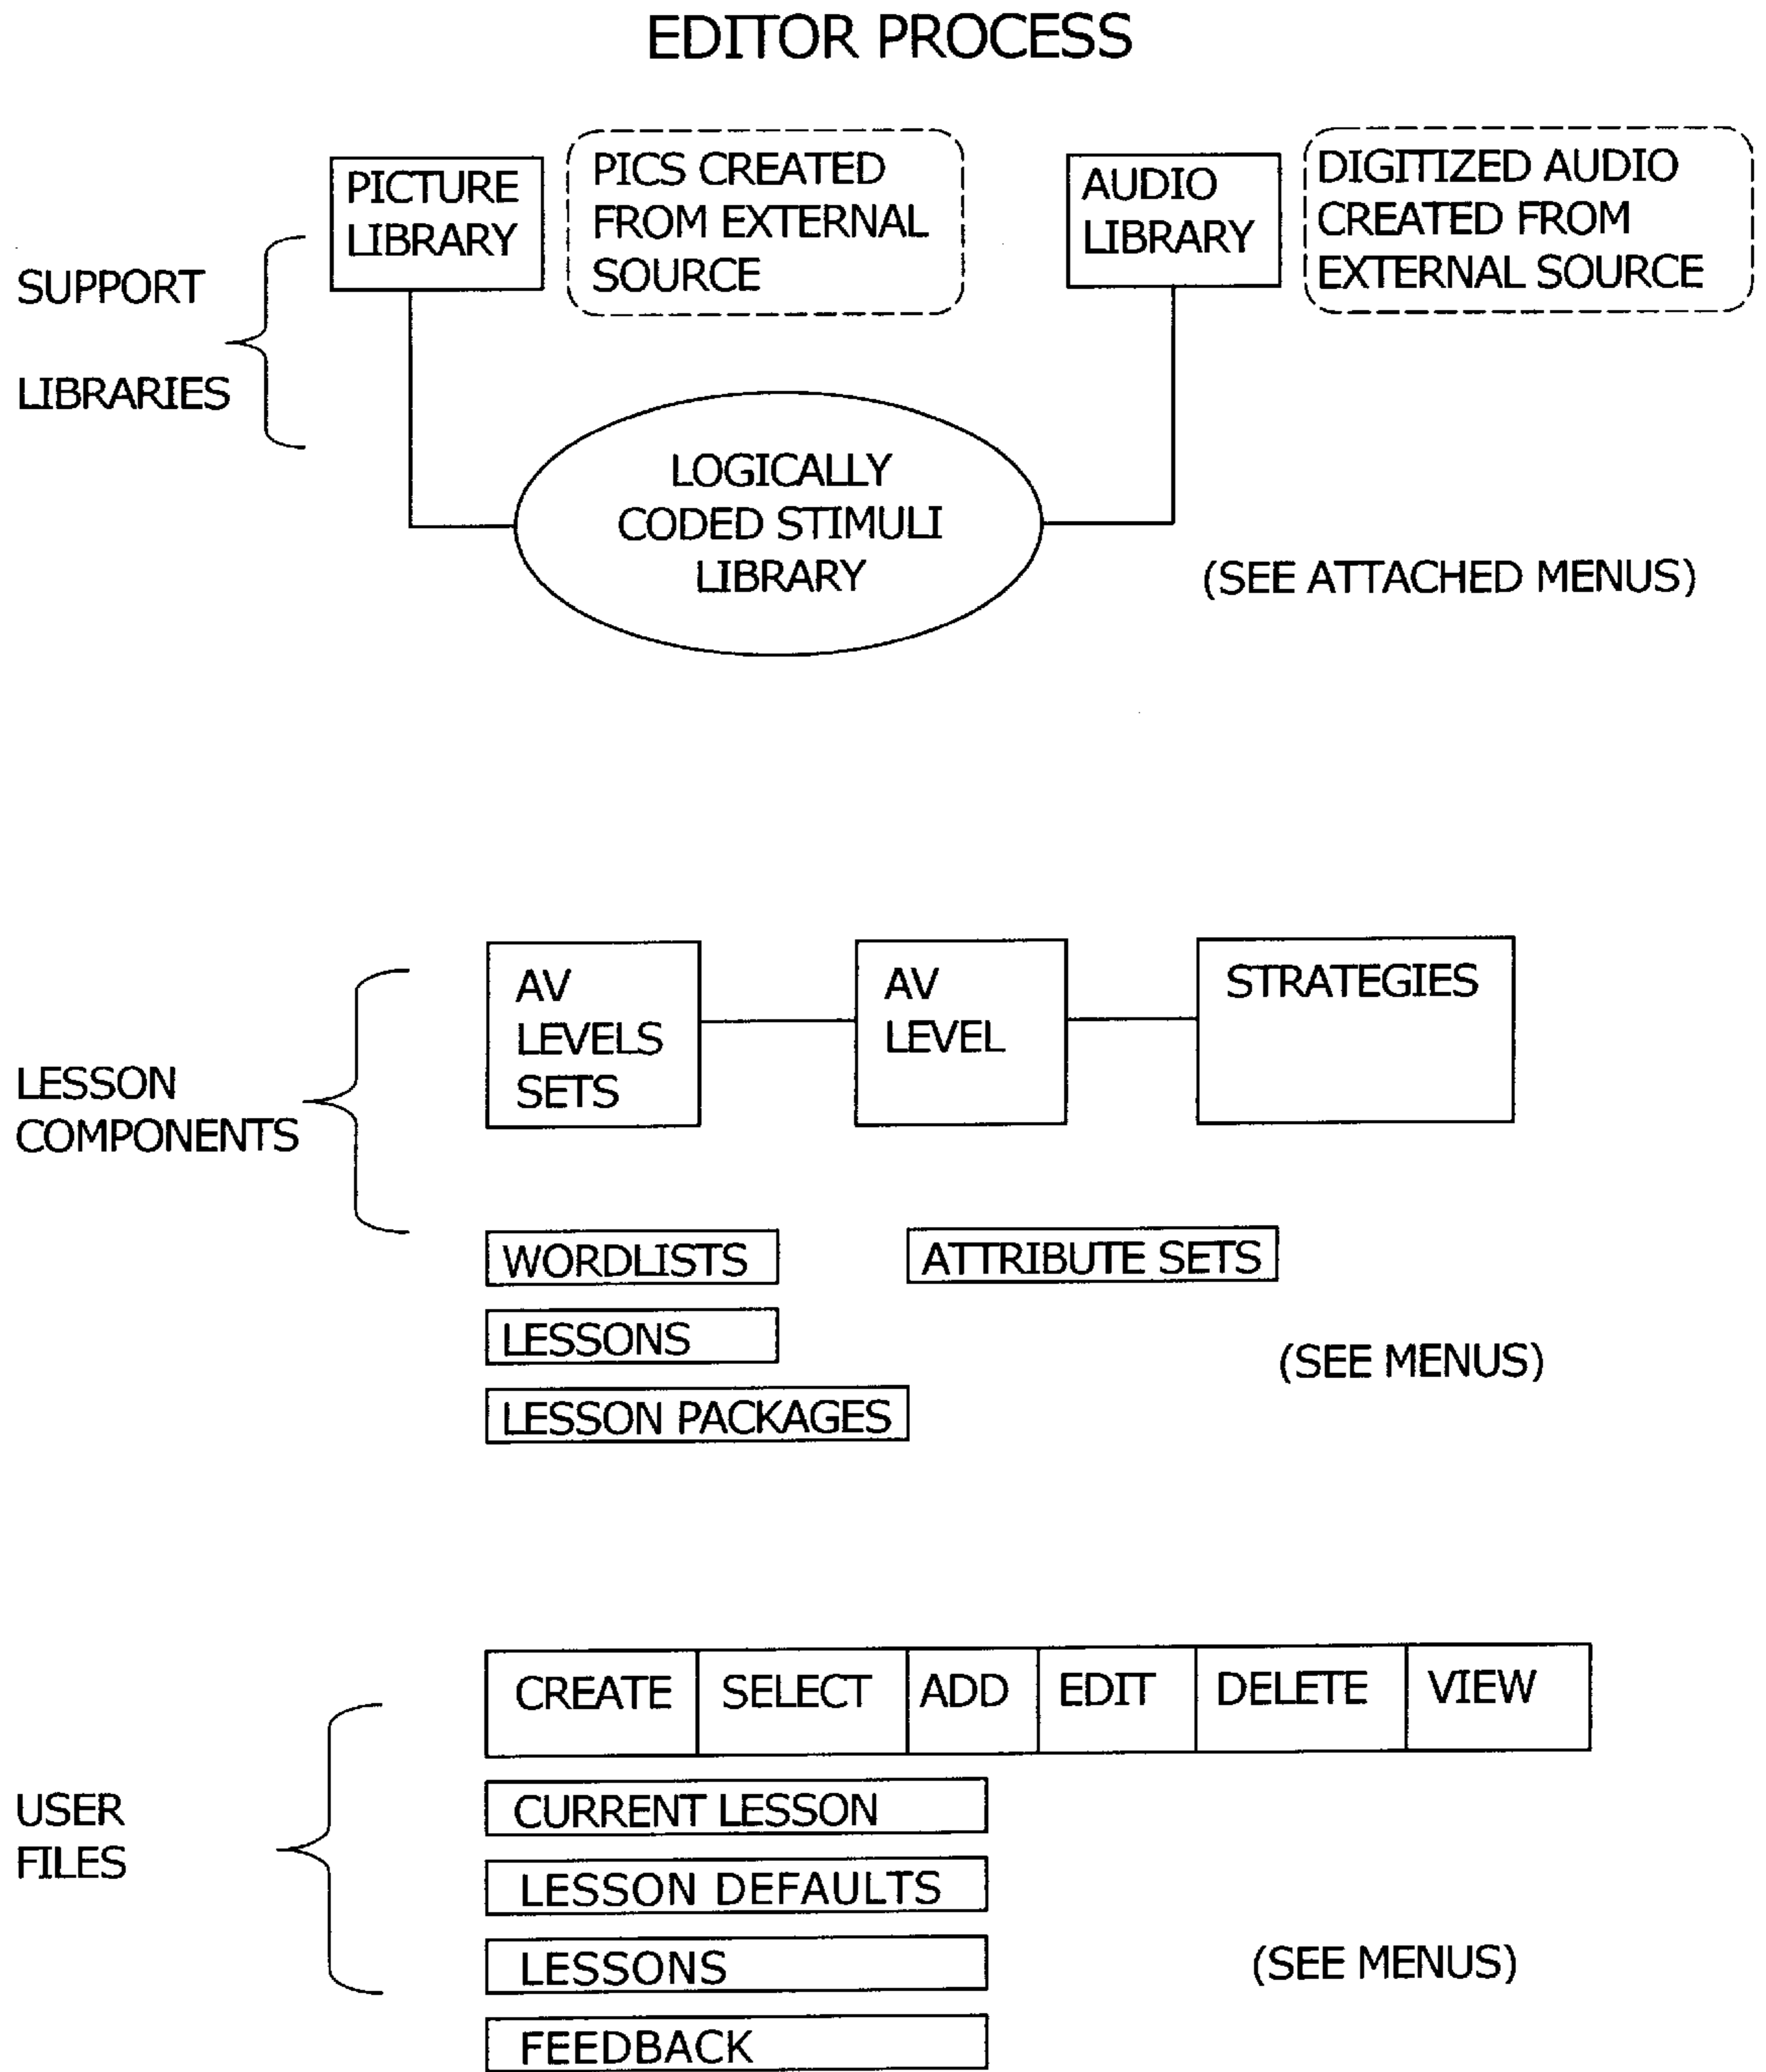 EDITOR PROCESS
SUPPORT
LIBRARIES
PICTURE
LIBRARY
PICS CREATED
FROM EXTERNAL
SOURCE
AUDIO
LIBRARY
DIGITIZED AUDIO
CREATED FROM
EXTERNAL SOURCE
LOGICALLY
CODED STIMULI
LIBRARY
(SEE ATTACHED MENUS)
LESSON
COMPONENTS
AV
LEVELS
SETS
AV
LEVEL
STRATEGIES
WORDLISTS
ATTRIBUTE SETS
LESSONS
(SEE MENUS)
LESSON PACKAGES
USER
FILES
CREATE SELECT ADD EDIT DELETE VIEW
CURRENT LESSON
LESSON DEFAULTS
LESSONS
(SEE MENUS)
FEEDBACK